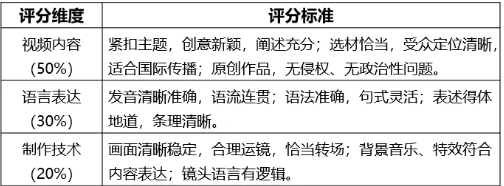 评分维度 评分标准
视频内容 紧扣主题，创意新颖，阐述充分；选材恰当，受众定位清晰，
（50%） 适合国际传播；原创作品，无侵权、无政治性问题。
语言表达 发音清晰准确，语流连贯；语法准确，句式灵活；表述得体
（30%） 地道，条理清晰。
制作技术 画面清晰稳定，合理运镜，恰当转场；背景音乐、特效符合
（20%） 内容表达；镜头语言有逻辑。